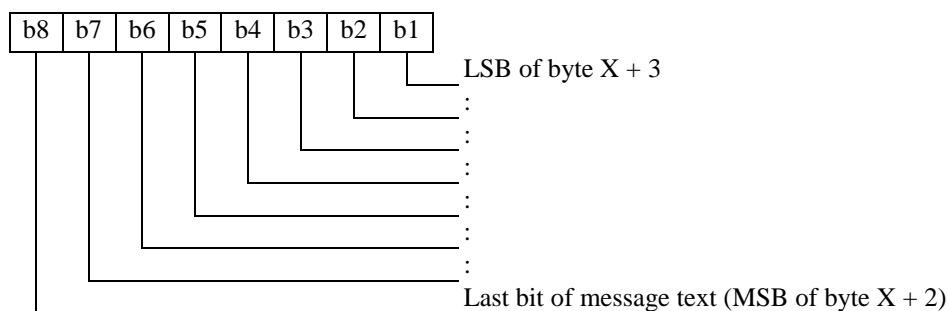 b8 b7 b6 b5 b4 b3 b2 b1
LSB of byte X + 3
:
:
:
:
:
:
Last bit of message text (MSB of byte X + 2)